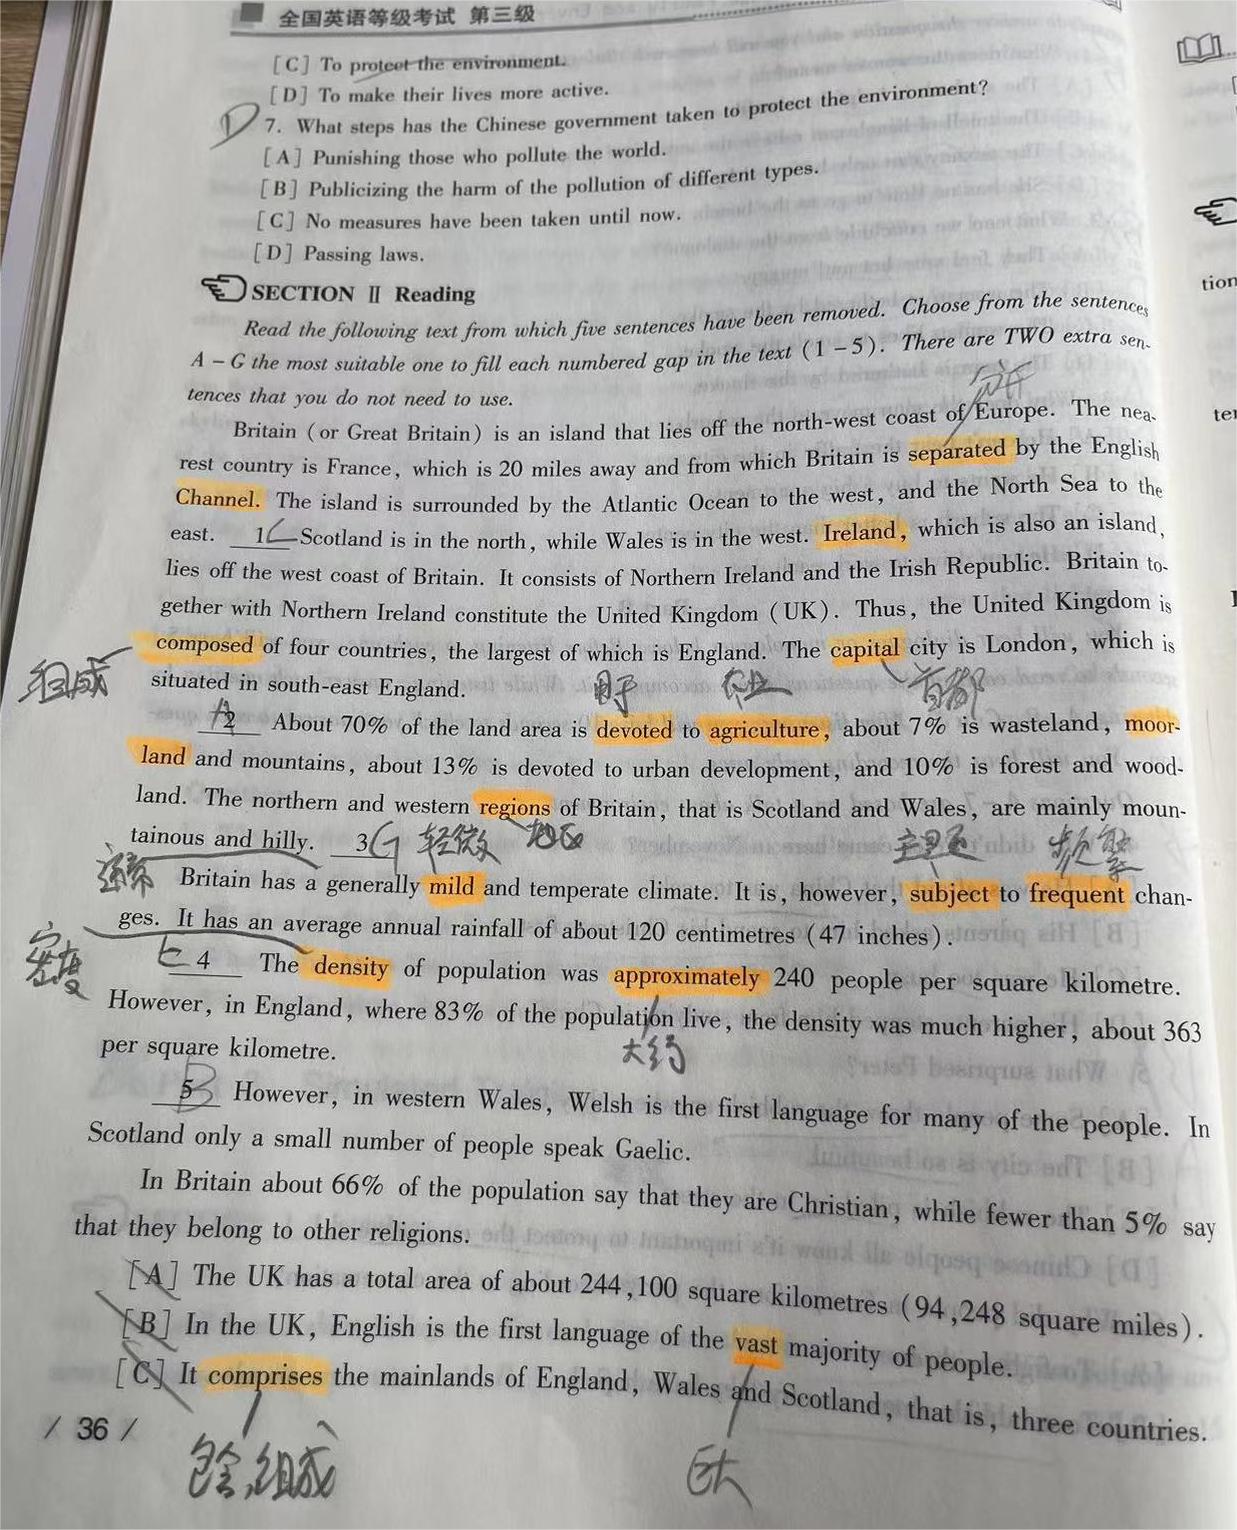 全国英语等级考试 第三级
[C] To protect the environment.
[D] To make their lives more active.
D 7. What steps has the Chinese government taken to protect the environment?
[A] Punishing those who pollute the world.
[B] Publicizing the harm of the pollution of different types.
[C] No measures have been taken until now.
[D] Passing laws.
SECTION Ⅱ Reading
Read the following text from which five sentences have been removed. Choose from the sentences
A – G the most suitable one to fill each numbered gap in the text (1 – 5). There are TWO extra sen-
tences that you do not need to use.
分开
Britain (or Great Britain) is an island that lies off the north-west coast of Europe. The nea-
rest country is France, which is 20 miles away and from which Britain is separated by the English
Channel. The island is surrounded by the Atlantic Ocean to the west, and the North Sea to the
east. 1 C Scotland is in the north, while Wales is in the west. Ireland, which is also an island,
lies off the west coast of Britain. It consists of Northern Ireland and the Irish Republic. Britain to-
gether with Northern Ireland constitute the United Kingdom (UK). Thus, the United Kingdom is
composed of four countries, the largest of which is England. The capital city is London, which is
组成
situated in south-east England.
用于 农业 首都
A 2 About 70% of the land area is devoted to agriculture, about 7% is wasteland, moor-
land and mountains, about 13% is devoted to urban development, and 10% is forest and wood-
land. The northern and western regions of Britain, that is Scotland and Wales, are mainly moun-
tainous and hilly. 3 G 轻微 地区 主题 频繁
通常
Britain has a generally mild and temperate climate. It is, however, subject to frequent chan-
ges. It has an average annual rainfall of about 120 centimetres (47 inches).
密度
E 4 The density of population was approximately 240 people per square kilometre.
However, in England, where 83% of the population live, the density was much higher, about 363
per square kilometre.
大约
5 B However, in western Wales, Welsh is the first language for many of the people. In
Scotland only a small number of people speak Gaelic.
In Britain about 66% of the population say that they are Christian, while fewer than 5% say
that they belong to other religions.
[A] The UK has a total area of about 244,100 square kilometres (94,248 square miles).
[B] In the UK, English is the first language of the vast majority of people.
[C] It comprises the mainlands of England, Wales and Scotland, that is, three countries.
/ 36 /
包含,组成
巨大
tion
ter